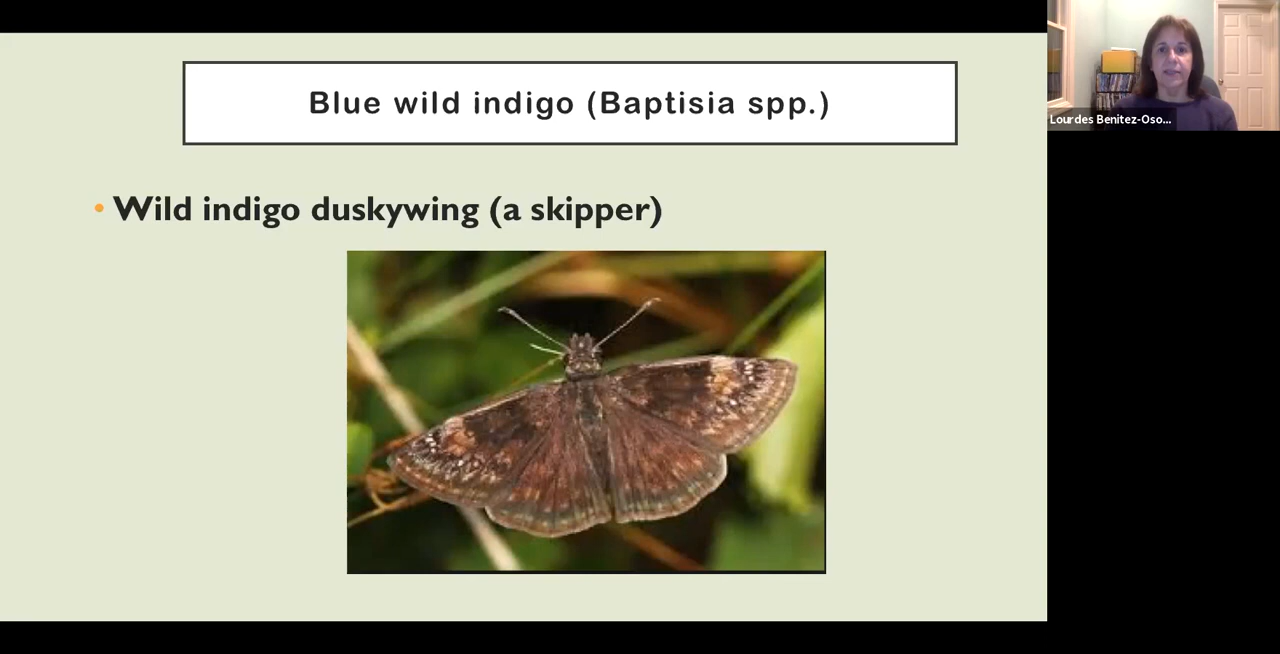 Blue wild indigo (Baptisia spp.)
• Wild indigo duskywing (a skipper)
Lourdes Benitez-Oso...